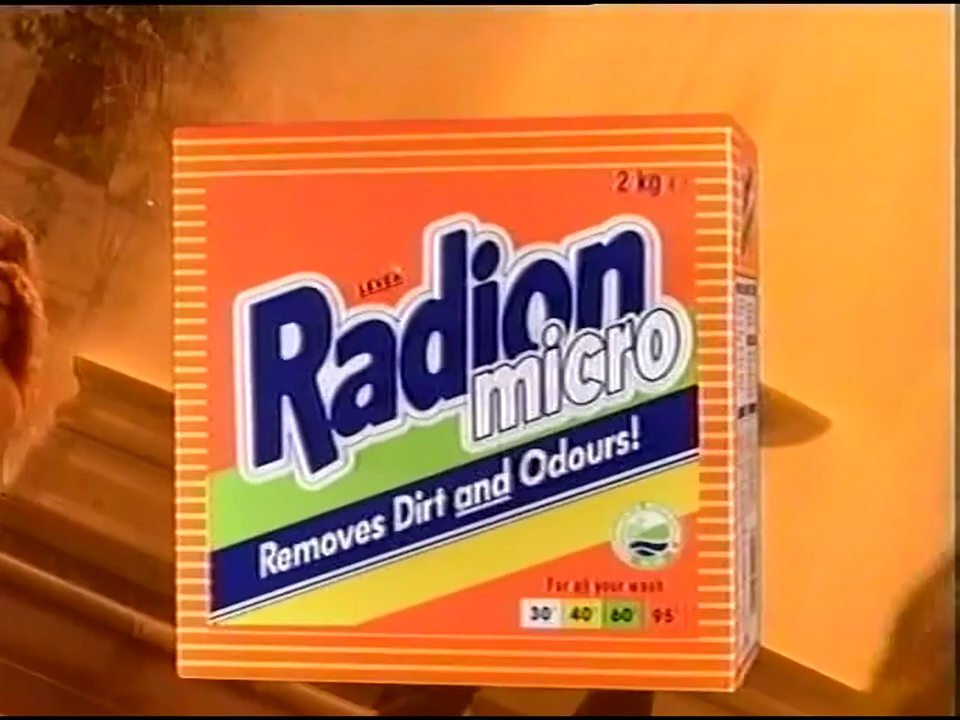 2 kg e
LEVER
Radion
micro
Removes Dirt and Odours!
For all your wash
30° 40° 60° 95°